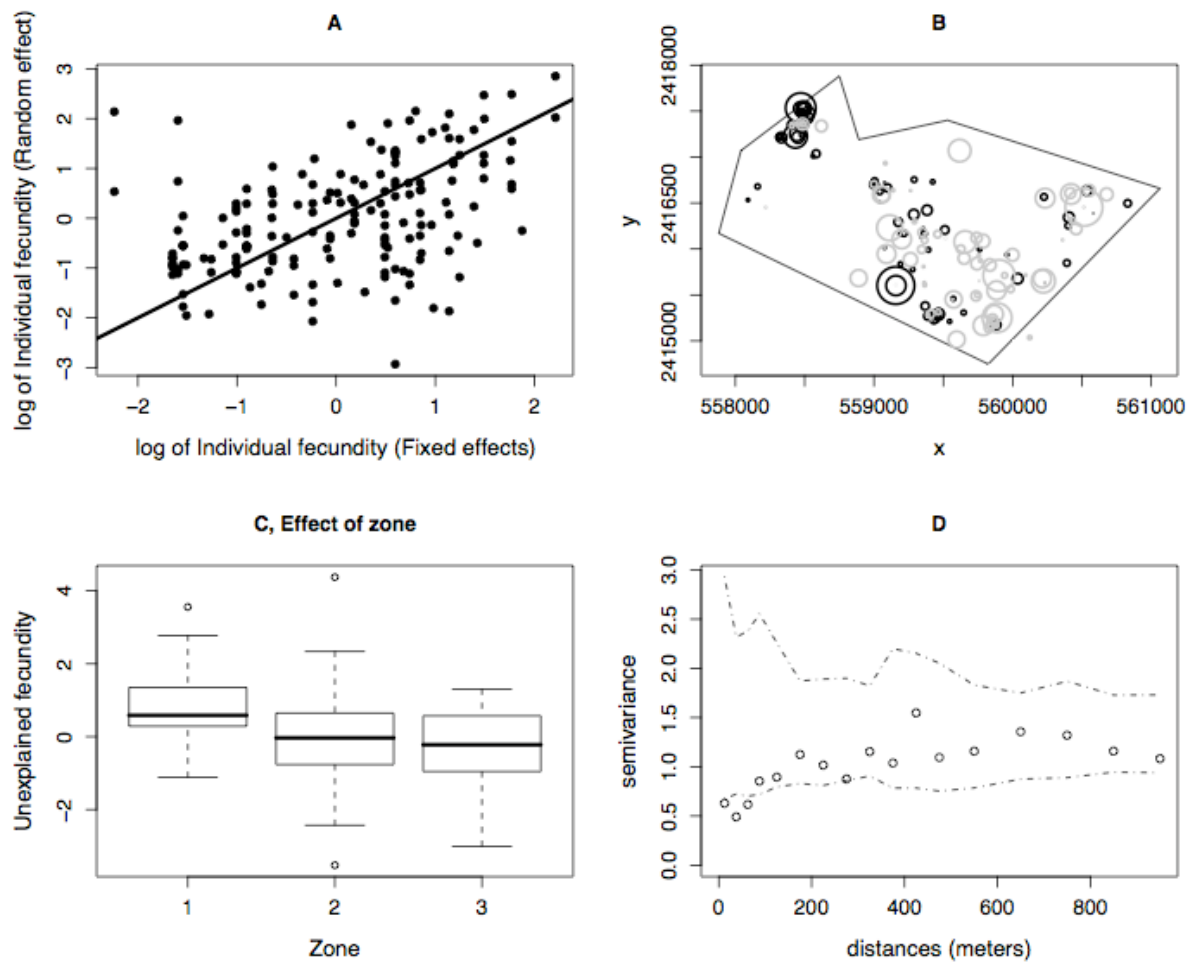 A
log of Individual fecundity (Random effect)
3
2
1
0
−1
−2
−3
−2 −1 0 1 2
log of Individual fecundity (Fixed effects)
B
y
2418000
2416500
2415000
558000 559000 560000 561000
x
C, Effect of zone
Unexplained fecundity
4
2
0
−2
1 2 3
Zone
D
semivariance
3.0
2.5
2.0
1.5
1.0
0.5
0.0
0 200 400 600 800
distances (meters)